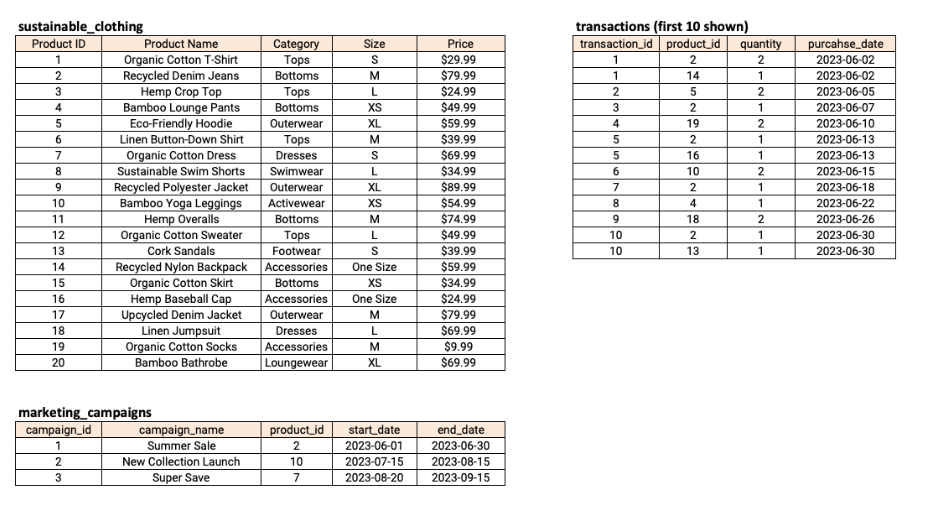 sustainable_clothing
Product ID Product Name Category Size Price
1 Organic Cotton T-Shirt Tops S $29.99
2 Recycled Denim Jeans Bottoms M $79.99
3 Hemp Crop Top Tops L $24.99
4 Bamboo Lounge Pants Bottoms XS $49.99
5 Eco-Friendly Hoodie Outerwear XL $59.99
6 Linen Button-Down Shirt Tops M $39.99
7 Organic Cotton Dress Dresses S $69.99
8 Sustainable Swim Shorts Swimwear L $34.99
9 Recycled Polyester Jacket Outerwear XL $89.99
10 Bamboo Yoga Leggings Activewear XS $54.99
11 Hemp Overalls Bottoms M $74.99
12 Organic Cotton Sweater Tops L $49.99
13 Cork Sandals Footwear S $39.99
14 Recycled Nylon Backpack Accessories One Size $59.99
15 Organic Cotton Skirt Bottoms XS $34.99
16 Hemp Baseball Cap Accessories One Size $24.99
17 Upcycled Denim Jacket Outerwear M $79.99
18 Linen Jumpsuit Dresses L $69.99
19 Organic Cotton Socks Accessories M $9.99
20 Bamboo Bathrobe Loungewear XL $69.99
transactions (first 10 shown)
transaction_id product_id quantity purcahse_date
1 2 2 2023-06-02
1 14 1 2023-06-02
2 5 2 2023-06-05
3 2 1 2023-06-07
4 19 2 2023-06-10
5 2 1 2023-06-13
5 16 1 2023-06-13
6 10 2 2023-06-15
7 2 1 2023-06-18
8 4 1 2023-06-22
9 18 2 2023-06-26
10 2 1 2023-06-30
10 13 1 2023-06-30
marketing_campaigns
campaign_id campaign_name product_id start_date end_date
1 Summer Sale 2 2023-06-01 2023-06-30
2 New Collection Launch 10 2023-07-15 2023-08-15
3 Super Save 7 2023-08-20 2023-09-15